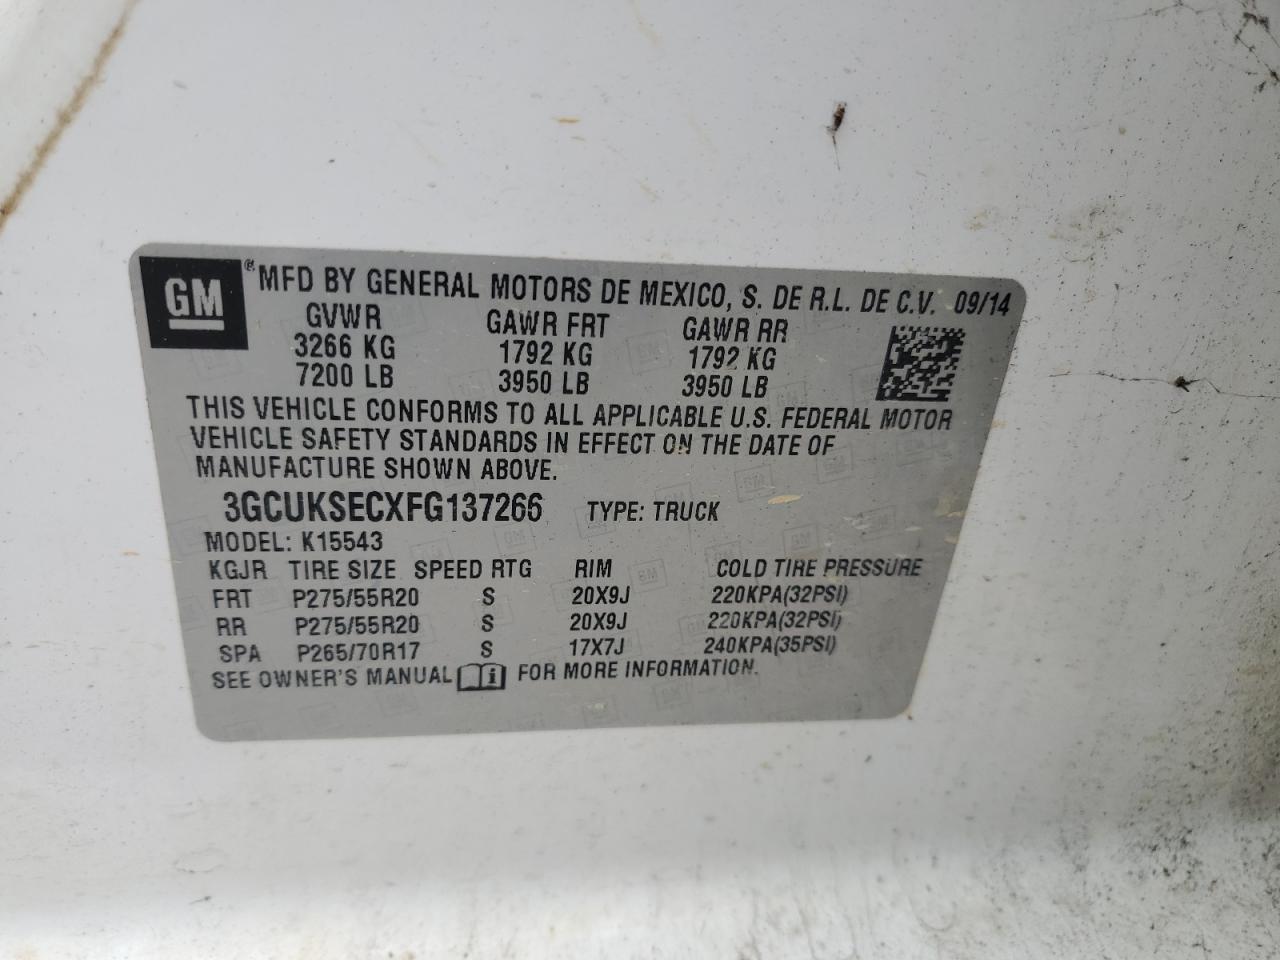 GM ® MFD BY GENERAL MOTORS DE MEXICO, S. DE R.L. DE C.V. 09/14
GVWR GAWR FRT GAWR RR
3266 KG 1792 KG 1792 KG
7200 LB 3950 LB 3950 LB
THIS VEHICLE CONFORMS TO ALL APPLICABLE U.S. FEDERAL MOTOR
VEHICLE SAFETY STANDARDS IN EFFECT ON THE DATE OF
MANUFACTURE SHOWN ABOVE.
3GCUKSECXFG137266 TYPE: TRUCK
MODEL: K15543
KGJR TIRE SIZE SPEED RTG RIM COLD TIRE PRESSURE
FRT P275/55R20 S 20X9J 220KPA(32PSI)
RR P275/55R20 S 20X9J 220KPA(32PSI)
SPA P265/70R17 S 17X7J 240KPA(35PSI)
SEE OWNER'S MANUAL i FOR MORE INFORMATION.